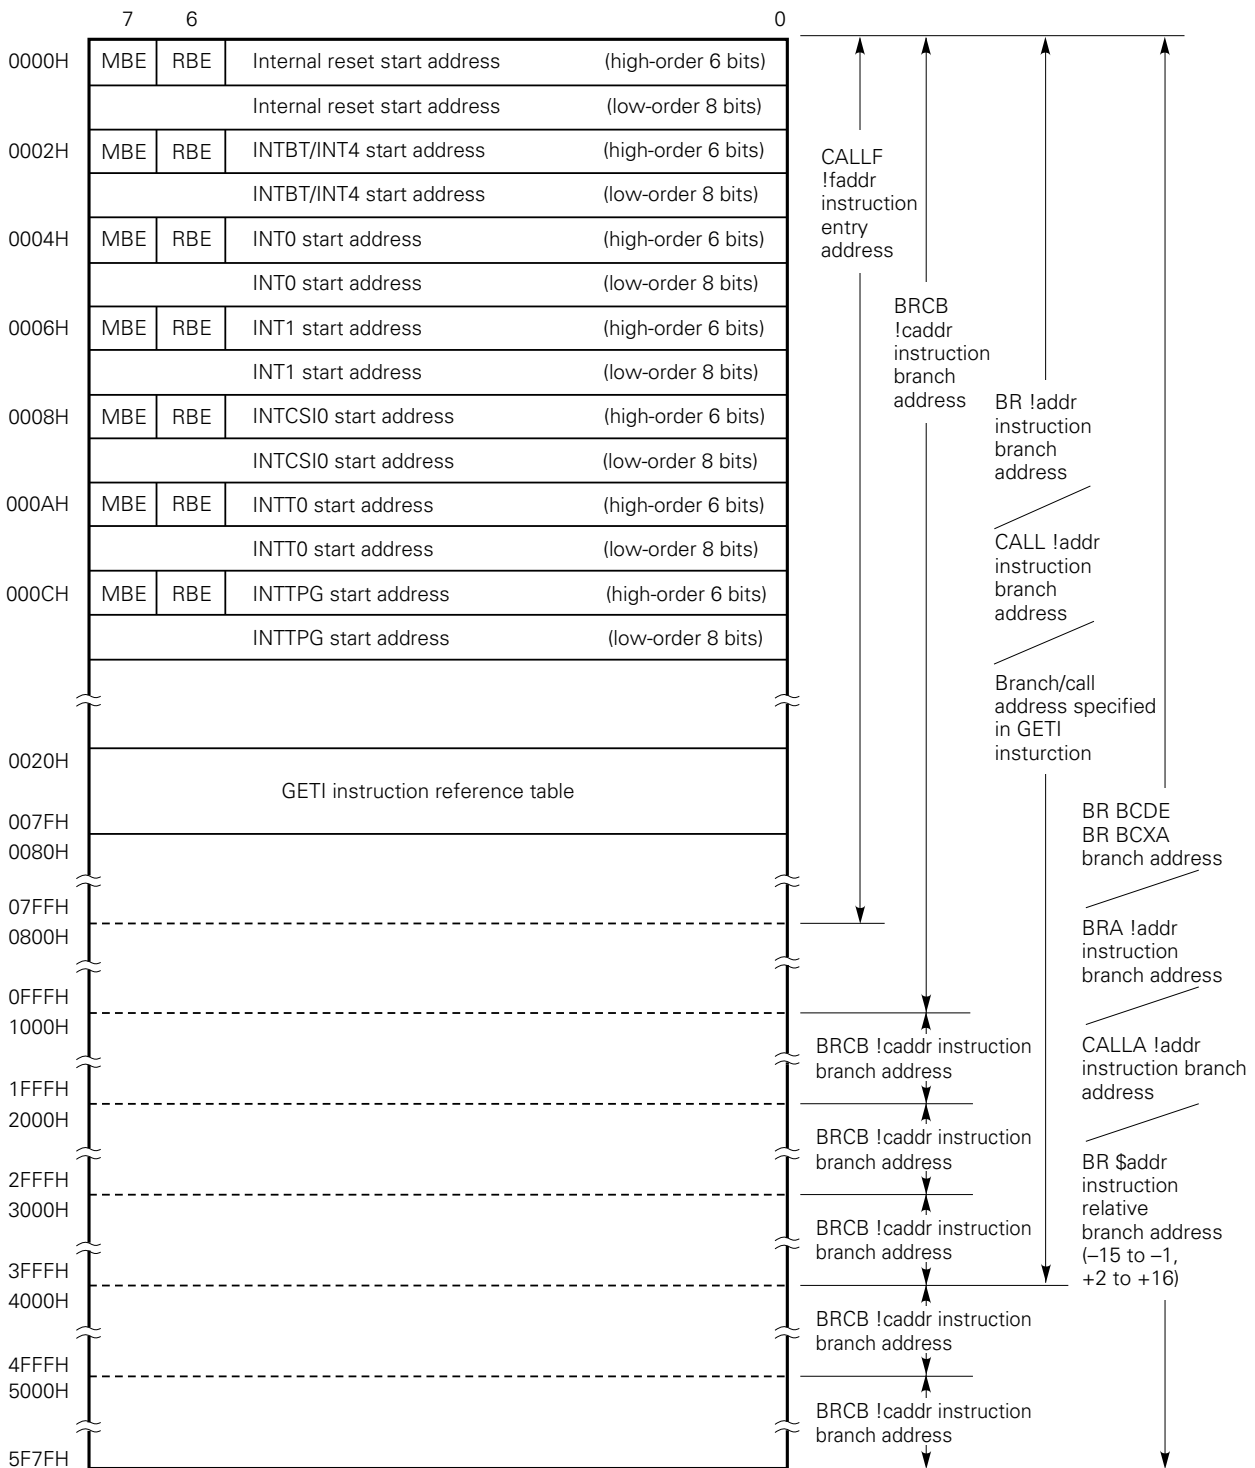 7 6 0
0000H MBE RBE Internal reset start address (high-order 6 bits)
Internal reset start address (low-order 8 bits)
0002H MBE RBE INTBT/INT4 start address (high-order 6 bits)
INTBT/INT4 start address (low-order 8 bits)
0004H MBE RBE INT0 start address (high-order 6 bits)
INT0 start address (low-order 8 bits)
0006H MBE RBE INT1 start address (high-order 6 bits)
INT1 start address (low-order 8 bits)
0008H MBE RBE INTCSI0 start address (high-order 6 bits)
INTCSI0 start address (low-order 8 bits)
000AH MBE RBE INTT0 start address (high-order 6 bits)
INTT0 start address (low-order 8 bits)
000CH MBE RBE INTTPG start address (high-order 6 bits)
INTTPG start address (low-order 8 bits)
0020H
GETI instruction reference table
007FH
0080H
07FFH
0800H
0FFFH
1000H
1FFFH
2000H
2FFFH
3000H
3FFFH
4000H
4FFFH
5000H
5F7FH
CALLF
!faddr
instruction
entry
address
BRCB
!caddr
instruction
branch
address
BRCB !caddr instruction
branch address
BRCB !caddr instruction
branch address
BRCB !caddr instruction
branch address
BRCB !caddr instruction
branch address
BRCB !caddr instruction
branch address
BR !addr
instruction
branch
address
CALL !addr
instruction
branch
address
Branch/call
address specified
in GETI
insturction
BR BCDE
BR BCXA
branch address
BRA !addr
instruction
branch address
CALLA !addr
instruction branch
address
BR $addr
instruction
relative
branch address
(–15 to –1,
+2 to +16)